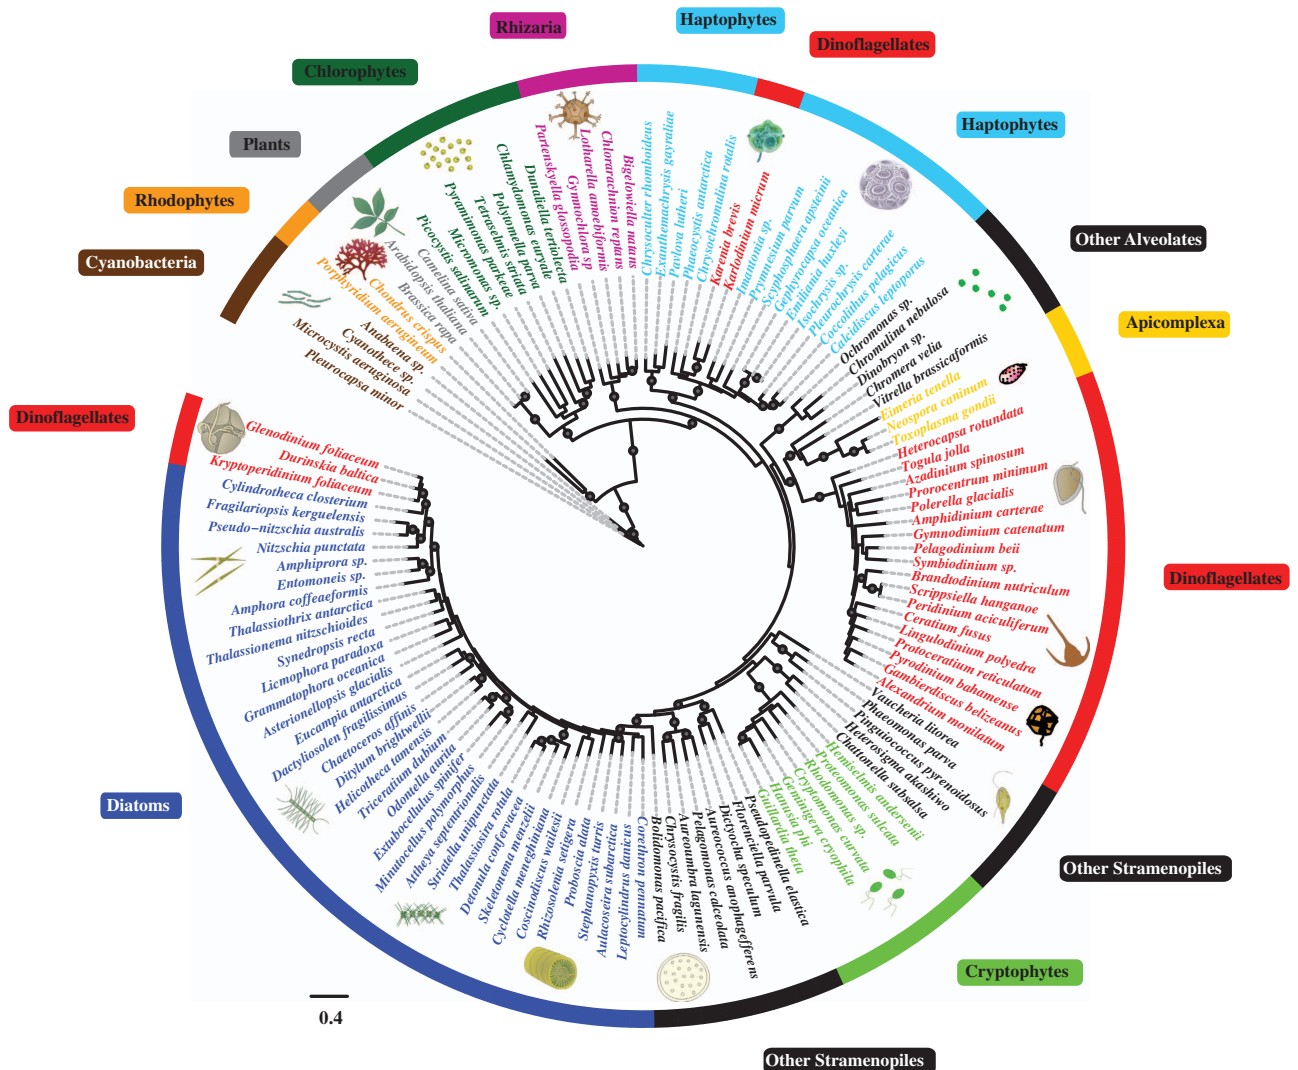 Rhizaria
Haptophytes
Dinoflagellates
Chlorophytes
Haptophytes
Plants
Rhodophytes
Other Alveolates
Cyanobacteria
Apicomplexa
Dinoflagellates
Dinoflagellates
Diatoms
Other Stramenopiles
Cryptophytes
Other Stramenopiles
0.4
Pleurocapsa minor
Microcystis aeruginosa
Cyanothece sp.
Anabaena sp.
Porphyridium aerugineum
Chondrus crispus
Brassica rapa
Arabidopsis thaliana
Camelina sativa
Picocystis salinarum
Micromonas sp.
Pyramimonas parkeae
Tetraselmis striata
Polytomella parva
Chlamydomonas euryale
Dunaliella tertiolecta
Partenskyella glossopodia
Gymnochlora sp
Lotharella amoebiformis
Chlorarachnion reptans
Bigelowiella natans
Chrysoculter rhomboideus
Exanthemachrysis gayraliae
Pavlova lutheri
Phaeocystis antarctica
Chrysochromulina rotalis
Karenia brevis
Karlodinium micrum
Imantonia sp.
Prymnesium parvum
Scyphosphaera apsteinii
Gephyrocapsa oceanica
Emiliania huxleyi
Isochrysis sp.
Pleurochrysis carterae
Coccolithus pelagicus
Calcidiscus leptoporus
Ochromonas sp.
Chromulina nebulosa
Dinobryon sp.
Chromera velia
Vitrella brassicaformis
Eimeria tenella
Neospora caninum
Toxoplasma gondii
Heterocapsa rotundata
Togula jolla
Azadinium spinosum
Prorocentrum minimum
Polerella glacialis
Amphidinium carterae
Gymnodimium catenatum
Pelagodinium beii
Symbiodinium sp.
Brandtodinium nutriculum
Scrippsiella hanganoe
Peridinium aciculiferum
Ceratium fusus
Lingulodinium polyedra
Protoceratium reticulatum
Pyrodinium bahamense
Gambierdiscus belizeanus
Alexandrium monilatum
Vaucheria litorea
Phaeomonas parva
Pinguiococcus pyrenoidosus
Heterosigma akashiwo
Chattonella subsalsa
Hemiselmis andersenii
Proteomonas sulcata
Rhodomonas sp.
Cryptomonas curvata
Geminigera cryophila
Hanusia phi
Guillardia theta
Pseudopedinella elastica
Florenciella parvula
Dictyocha speculum
Aureococcus anophagefferens
Pelagomonas calceolata
Aureoumbra lagunensis
Chrysocystis fragilis
Bolidomonas pacifica
Corethron pennatum
Leptocylindrus danicus
Aulacoseira subarctica
Stephanopyxis turris
Proboscia alata
Rhizosolenia setigera
Coscinodiscus wailesii
Cyclotella meneghiniana
Skeletonema menzelii
Detonula confervacea
Thalassiosira rotula
Striatella unipunctata
Attheya septentrionalis
Minutocellus polymorphus
Extubocellulus spinifer
Odontella aurita
Triceratium dubium
Helicotheca tamensis
Ditylum brightwellii
Chaetoceros affinis
Dactyliosolen fragilissimus
Eucampia antarctica
Asterionellopsis glacialis
Grammatophora oceanica
Licmophora paradoxa
Synedropsis recta
Thalassionema nitzschioides
Thalassiothrix antarctica
Amphora coffeaeformis
Entomoneis sp.
Amphiprora sp.
Nitzschia punctata
Pseudo−nitzschia australis
Fragilariopsis kerguelensis
Cylindrotheca closterium
Kryptoperidinium foliaceum
Durinskia baltica
Glenodinium foliaceum